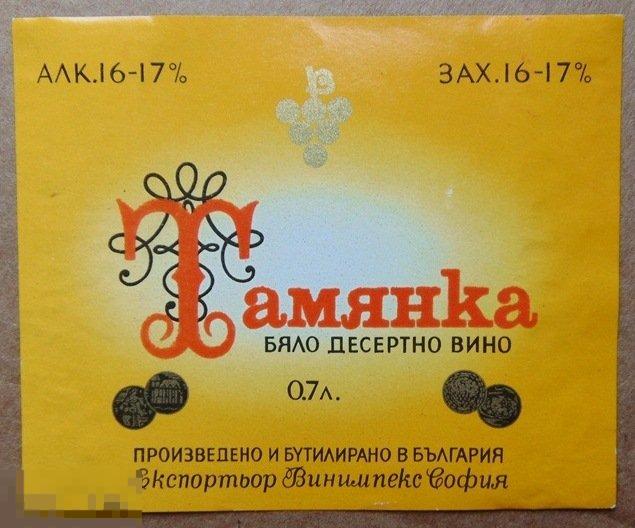 АЛК.16-17% ЗАХ.16-17%
Тамянка
БЯЛО ДЕСЕРТНО ВИНО
0.7л.
ПРОИЗВЕДЕНО И БУТИЛИРАНО В БЪЛГАРИЯ
Експортьор Винимпекс София